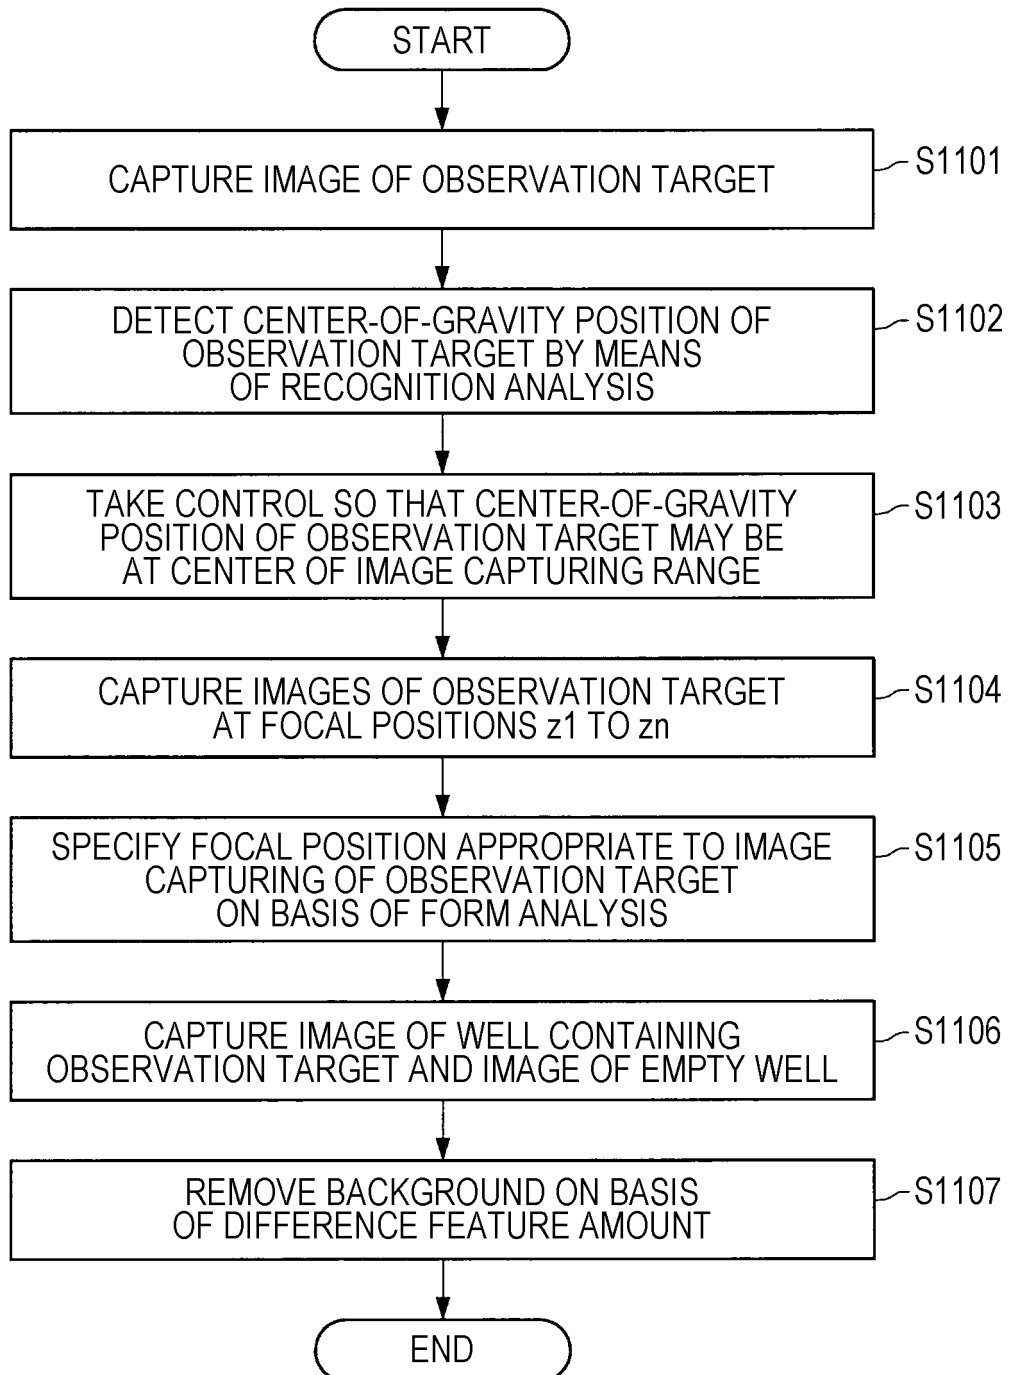 START
CAPTURE IMAGE OF OBSERVATION TARGET
S1101
DETECT CENTER-OF-GRAVITY POSITION OF
OBSERVATION TARGET BY MEANS
OF RECOGNITION ANALYSIS
S1102
TAKE CONTROL SO THAT CENTER-OF-GRAVITY
POSITION OF OBSERVATION TARGET MAY BE
AT CENTER OF IMAGE CAPTURING RANGE
S1103
CAPTURE IMAGES OF OBSERVATION TARGET
AT FOCAL POSITIONS z1 TO zn
S1104
SPECIFY FOCAL POSITION APPROPRIATE TO IMAGE
CAPTURING OF OBSERVATION TARGET
ON BASIS OF FORM ANALYSIS
S1105
CAPTURE IMAGE OF WELL CONTAINING
OBSERVATION TARGET AND IMAGE OF EMPTY WELL
S1106
REMOVE BACKGROUND ON BASIS
OF DIFFERENCE FEATURE AMOUNT
S1107
END